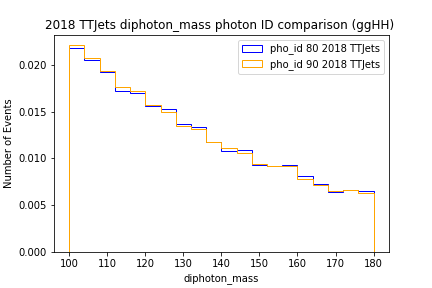 2018 TTJets diphoton_mass photon ID comparison (ggHH)
pho_id 80 2018 TTJets
pho_id 90 2018 TTJets
Number of Events
0.020
0.015
0.010
0.005
0.000
100 110 120 130 140 150 160 170 180
diphoton_mass